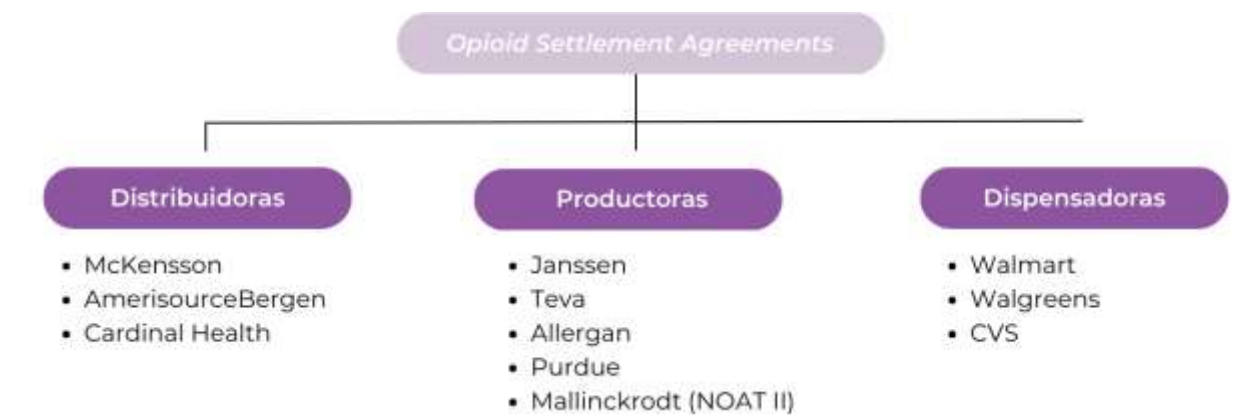 Opioid Settlement Agreements
Distribuidoras
• McKensson
• AmerisourceBergen
• Cardinal Health
Productoras
• Janssen
• Teva
• Allergan
• Purdue
• Mallinckrodt (NOAT II)
Dispensadoras
• Walmart
• Walgreens
• CVS